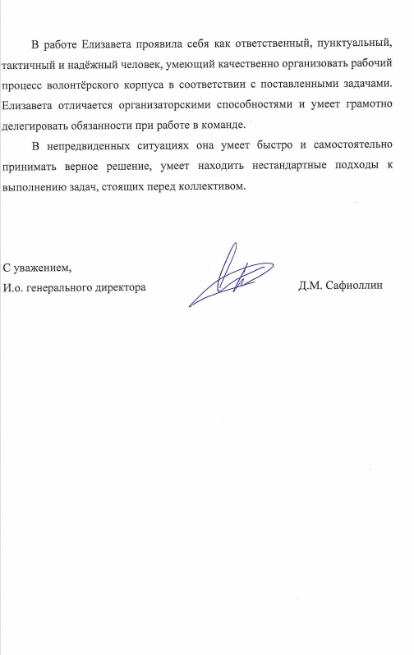 В работе Елизавета проявила себя как ответственный, пунктуальный,
тактичный и надёжный человек, умеющий качественно организовать рабочий
процесс волонтёрского корпуса в соответствии с поставленными задачами.
Елизавета отличается организаторскими способностями и умеет грамотно
делегировать обязанности при работе в команде.
В непредвиденных ситуациях она умеет быстро и самостоятельно
принимать верное решение, умеет находить нестандартные подходы к
выполнению задач, стоящих перед коллективом.
С уважением,
И.о. генерального директора Д.М. Сафиоллин